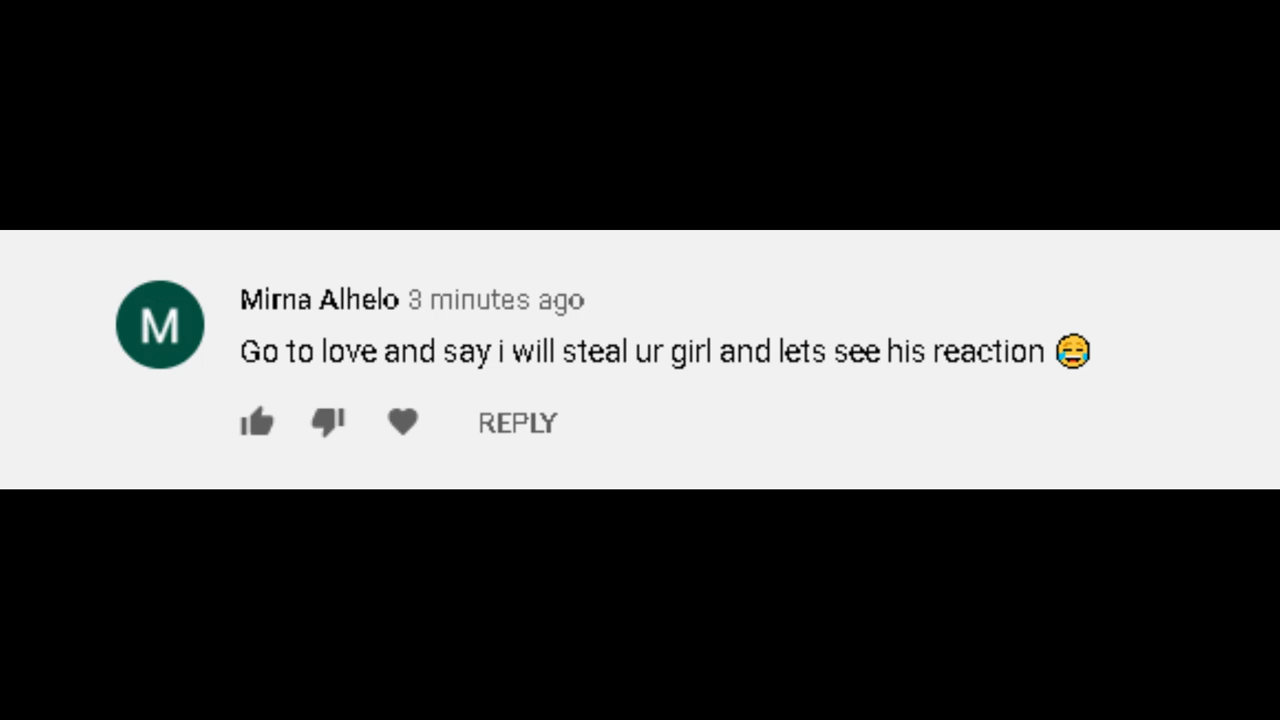 M
Mirna Alhelo 3 minutes ago
Go to love and say i will steal ur girl and lets see his reaction 😂
REPLY